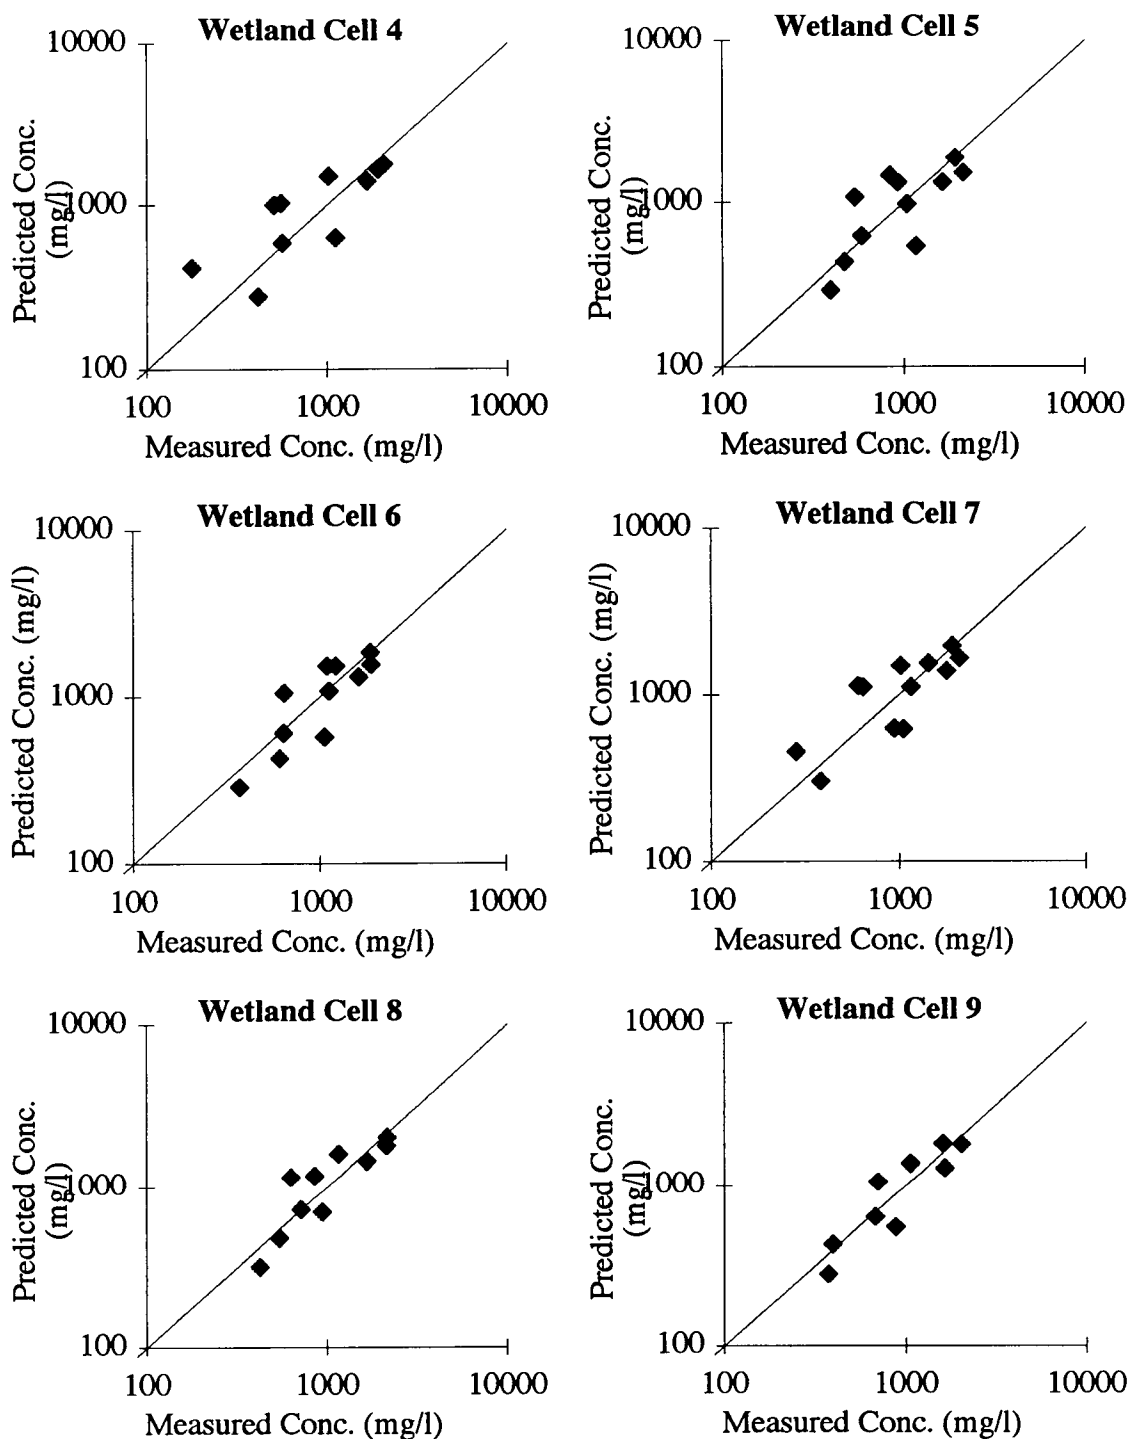 Wetland Cell 4
10000
Predicted Conc.
(mg/l)
1000
100
100 1000 10000
Measured Conc. (mg/l)
Wetland Cell 5
10000
Predicted Conc.
(mg/l)
1000
100
100 1000 10000
Measured Conc. (mg/l)
Wetland Cell 6
10000
Predicted Conc. (mg/l)
1000
100
100 1000 10000
Measured Conc. (mg/l)
Wetland Cell 7
10000
Predicted Conc. (mg/l)
1000
100
100 1000 10000
Measured Conc. (mg/l)
Wetland Cell 8
10000
Predicted Conc.
(mg/l)
1000
100
100 1000 10000
Measured Conc. (mg/l)
Wetland Cell 9
10000
Predicted Conc.
(mg/l)
1000
100
100 1000 10000
Measured Conc. (mg/l)